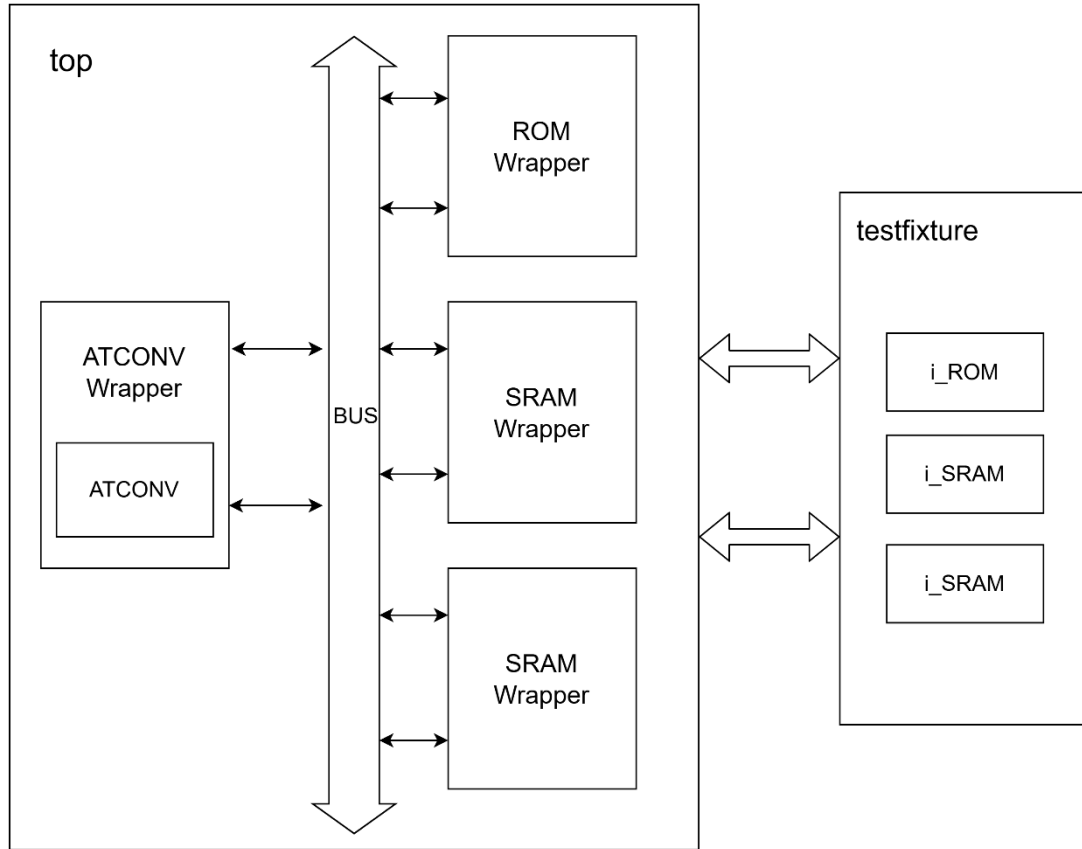 top
ROM
Wrapper
ATCONV
Wrapper
ATCONV
BUS
SRAM
Wrapper
SRAM
Wrapper
testfixture
i_ROM
i_SRAM
i_SRAM